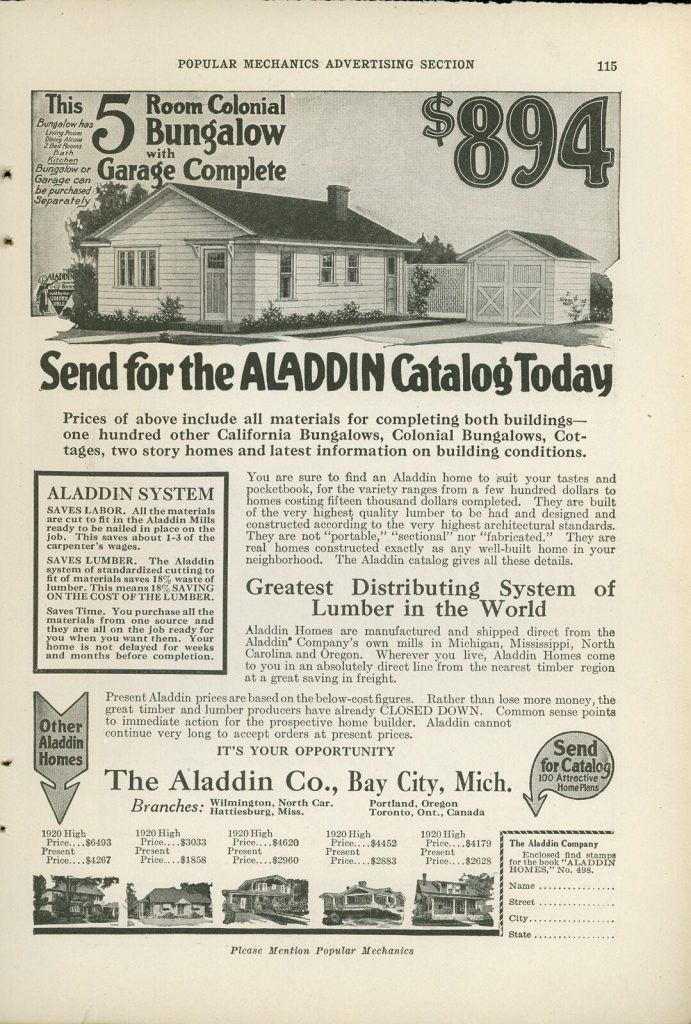 POPULAR MECHANICS ADVERTISING SECTION 115
This 5 Room Colonial
Bungalow
with
Garage Complete
$894
Bungalow has
Living Room
Dining Alcove
2 Bed Rooms
Bath
Kitchen
Bungalow or
Garage can
be purchased
Separately
ALADDIN
Send for the ALADDIN Catalog Today
Prices of above include all materials for completing both buildings—
one hundred other California Bungalows, Colonial Bungalows, Cot-
tages, two story homes and latest information on building conditions.
ALADDIN SYSTEM
SAVES LABOR. All the materials
are cut to fit in the Aladdin Mills
ready to be nailed in place on the
job. This saves about 1-3 of the
carpenter's wages.
SAVES LUMBER. The Aladdin
system of standardized cutting to
fit of materials saves 18% waste of
lumber. This means 18% SAVING
ON THE COST OF THE LUMBER.
Saves Time. You purchase all the
materials from one source and
they are all on the job ready for
you when you want them. Your
home is not delayed for weeks
and months before completion.
You are sure to find an Aladdin home to suit your tastes and
pocketbook, for the variety ranges from a few hundred dollars to
homes costing fifteen thousand dollars completed. They are built
of the very highest quality lumber to be had and designed and
constructed according to the very highest architectural standards.
They are not "portable," "sectional" nor "fabricated." They are
real homes constructed exactly as any well-built home in your
neighborhood. The Aladdin catalog gives all these details.
Greatest Distributing System of
Lumber in the World
Aladdin Homes are manufactured and shipped direct from the
Aladdin Company's own mills in Michigan, Mississippi, North
Carolina and Oregon. Wherever you live, Aladdin Homes come
to you in an absolutely direct line from the nearest timber region
at a great saving in freight.
Present Aladdin prices are based on the below-cost figures. Rather than lose more money, the
great timber and lumber producers have already CLOSED DOWN. Common sense points
to immediate action for the prospective home builder. Aladdin cannot
continue very long to accept orders at present prices.
IT'S YOUR OPPORTUNITY
Other
Aladdin
Homes
Send
for Catalog
100 Attractive
Home Plans
The Aladdin Co., Bay City, Mich.
Branches: Wilmington, North Car. Portland, Oregon
Hattiesburg, Miss. Toronto, Ont., Canada
1920 High
Price....$6493
Present
Price....$4267
1920 High
Price....$3033
Present
Price....$1858
1920 High
Price....$4620
Present
Price....$2960
1920 High
Price....$4452
Present
Price....$2883
1920 High
Price....$4179
Present
Price....$2628
The Aladdin Company
Enclosed find stamps
for the book "ALADDIN
HOMES," No. 498.
Name ................
Street ................
City..................
State ................
Please Mention Popular Mechanics